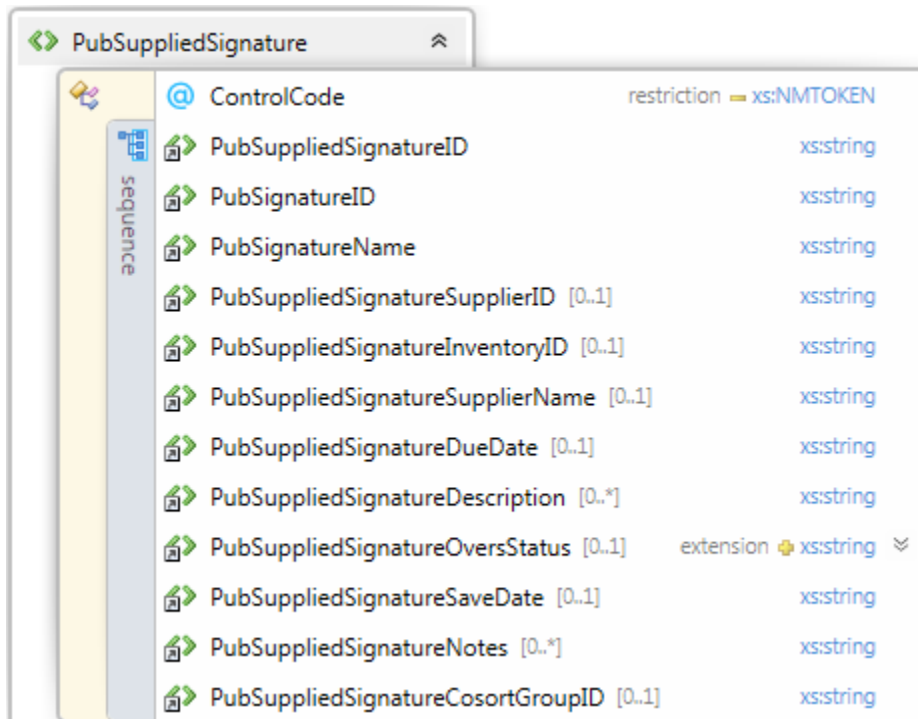 PubSuppliedSignature
@ ControlCode restriction xs:NMTOKEN
sequence
PubSuppliedSignatureID xs:string
PubSignatureID xs:string
PubSignatureName xs:string
PubSuppliedSignatureSupplierID [0..1] xs:string
PubSuppliedSignatureInventoryID [0..1] xs:string
PubSuppliedSignatureSupplierName [0..1] xs:string
PubSuppliedSignatureDueDate [0..1] xs:string
PubSuppliedSignatureDescription [0..*] xs:string
PubSuppliedSignatureOversStatus [0..1] extension xs:string
PubSuppliedSignatureSaveDate [0..1] xs:string
PubSuppliedSignatureNotes [0..*] xs:string
PubSuppliedSignatureCosortGroupID [0..1] xs:string